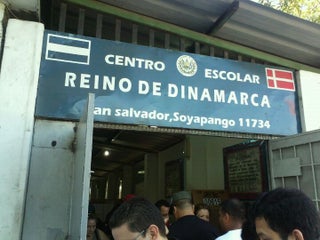 CENTRO ESCOLAR
REINO DE DINAMARCA
an salvador,Soyapango 11734